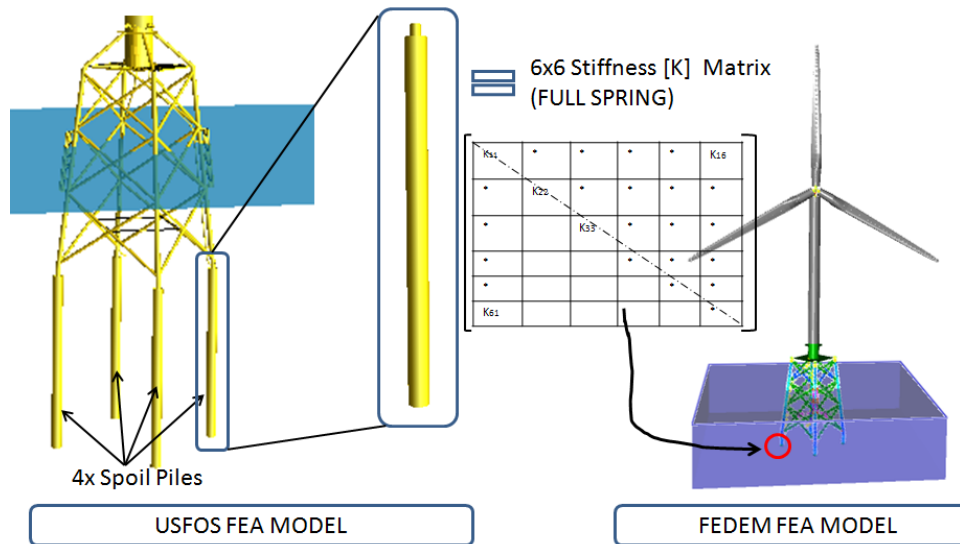 6x6 Stiffness [K] Matrix
(FULL SPRING)
K11
K16
K22
K33
K61
4x Spoil Piles
USFOS FEA MODEL
FEDEM FEA MODEL